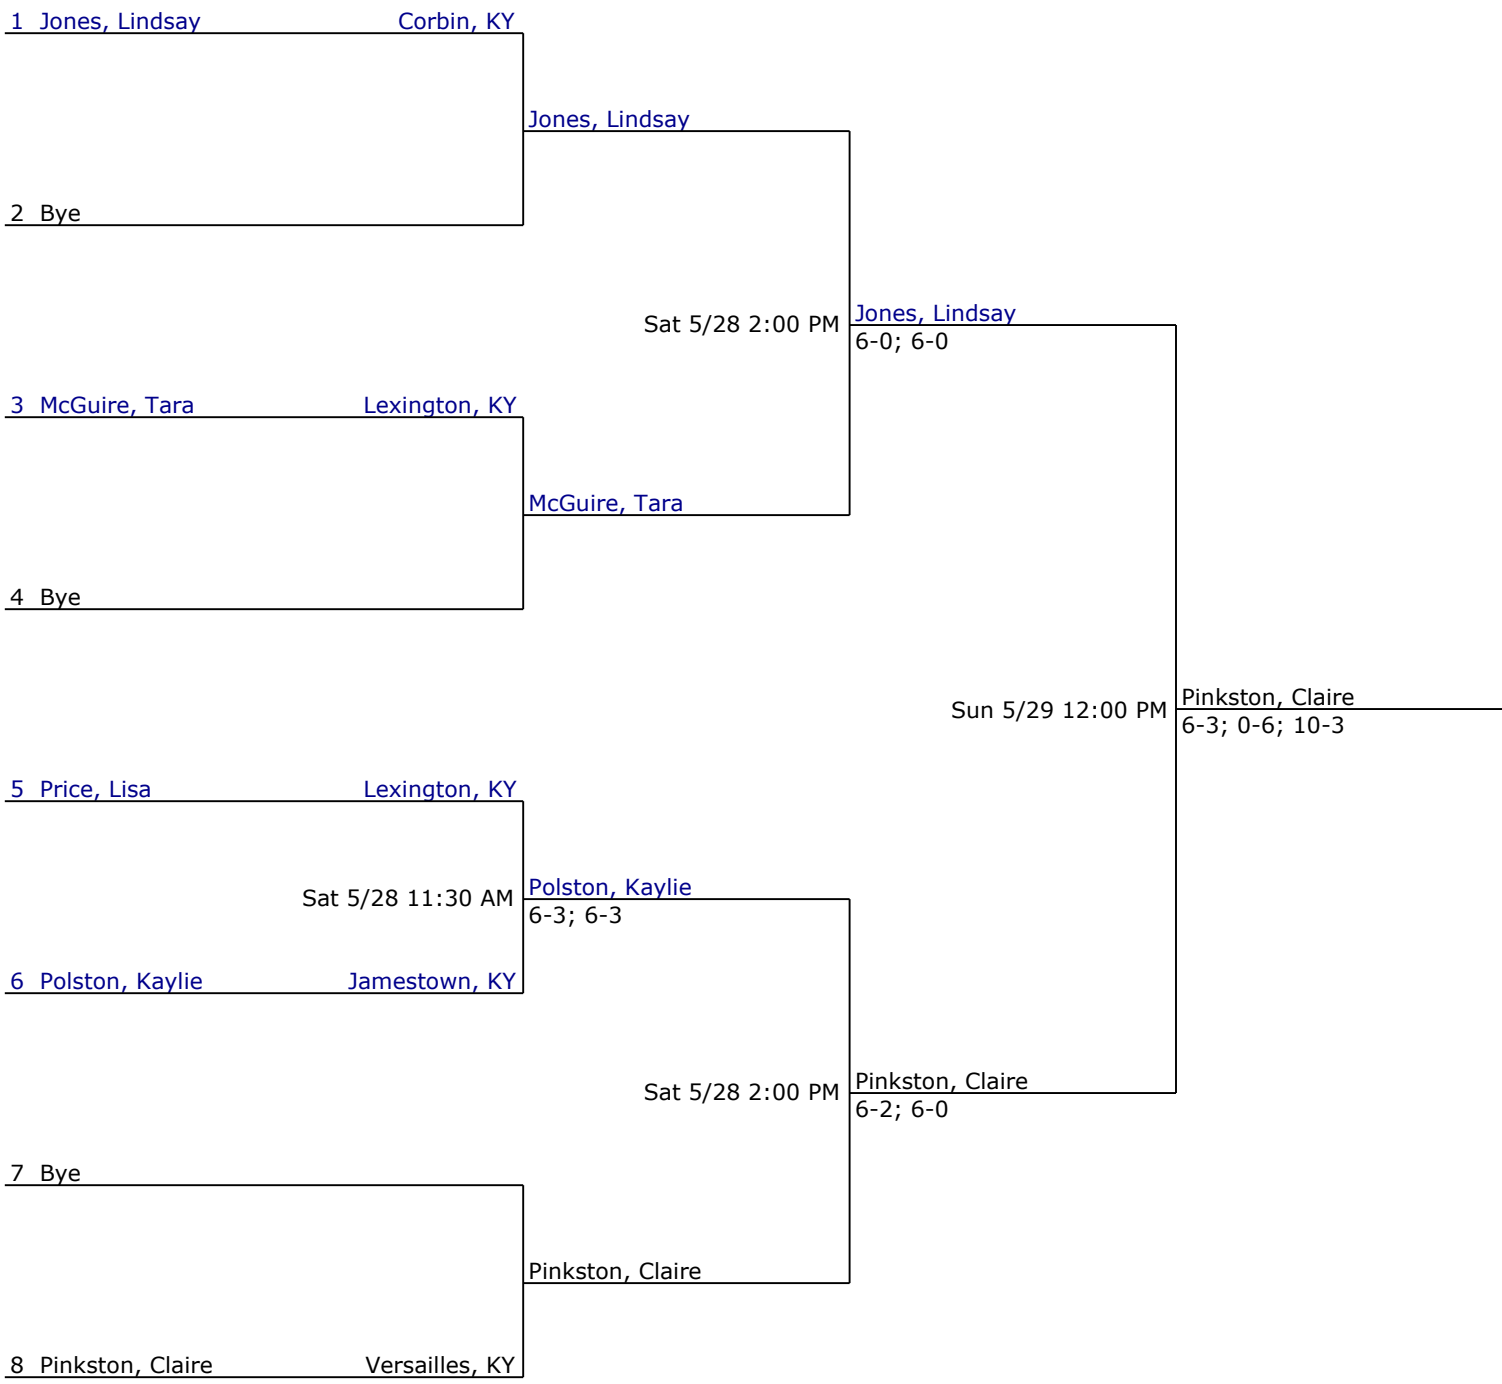 1 Jones, Lindsay Corbin, KY
Jones, Lindsay
2 Bye
Jones, Lindsay
Sat 5/28 2:00 PM
6-0; 6-0
3 McGuire, Tara Lexington, KY
McGuire, Tara
4 Bye
Pinkston, Claire
Sun 5/29 12:00 PM
6-3; 0-6; 10-3
5 Price, Lisa Lexington, KY
Polston, Kaylie
Sat 5/28 11:30 AM
6-3; 6-3
6 Polston, Kaylie Jamestown, KY
Pinkston, Claire
Sat 5/28 2:00 PM
6-2; 6-0
7 Bye
Pinkston, Claire
8 Pinkston, Claire Versailles, KY